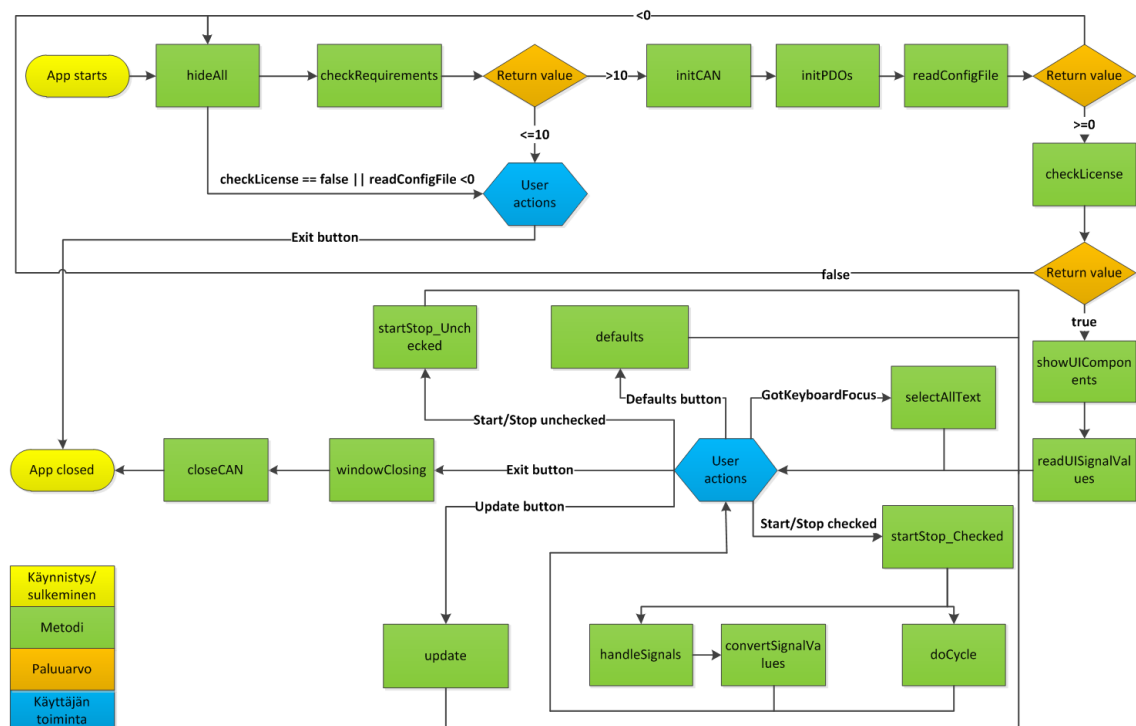 <0
App starts
hideAll
checkRequirements
Return value
>10
initCAN
initPDOs
readConfigFile
Return value
<=10
>=0
checkLicense == false || readConfigFile <0
User
actions
checkLicense
Exit button
false
Return value
true
startStop_Unch
ecked
defaults
showUICompon
ents
Defaults button
GotKeyboardFocus
selectAllText
Start/Stop unchecked
App closed
closeCAN
windowClosing
Exit button
User
actions
readUISignalVal
ues
Update button
Start/Stop checked
startStop_Checked
Käynnistys/
sulkeminen
Metodi
Paluuarvo
Käyttäjän
toiminta
update
handleSignals
convertSignalVa
lues
doCycle